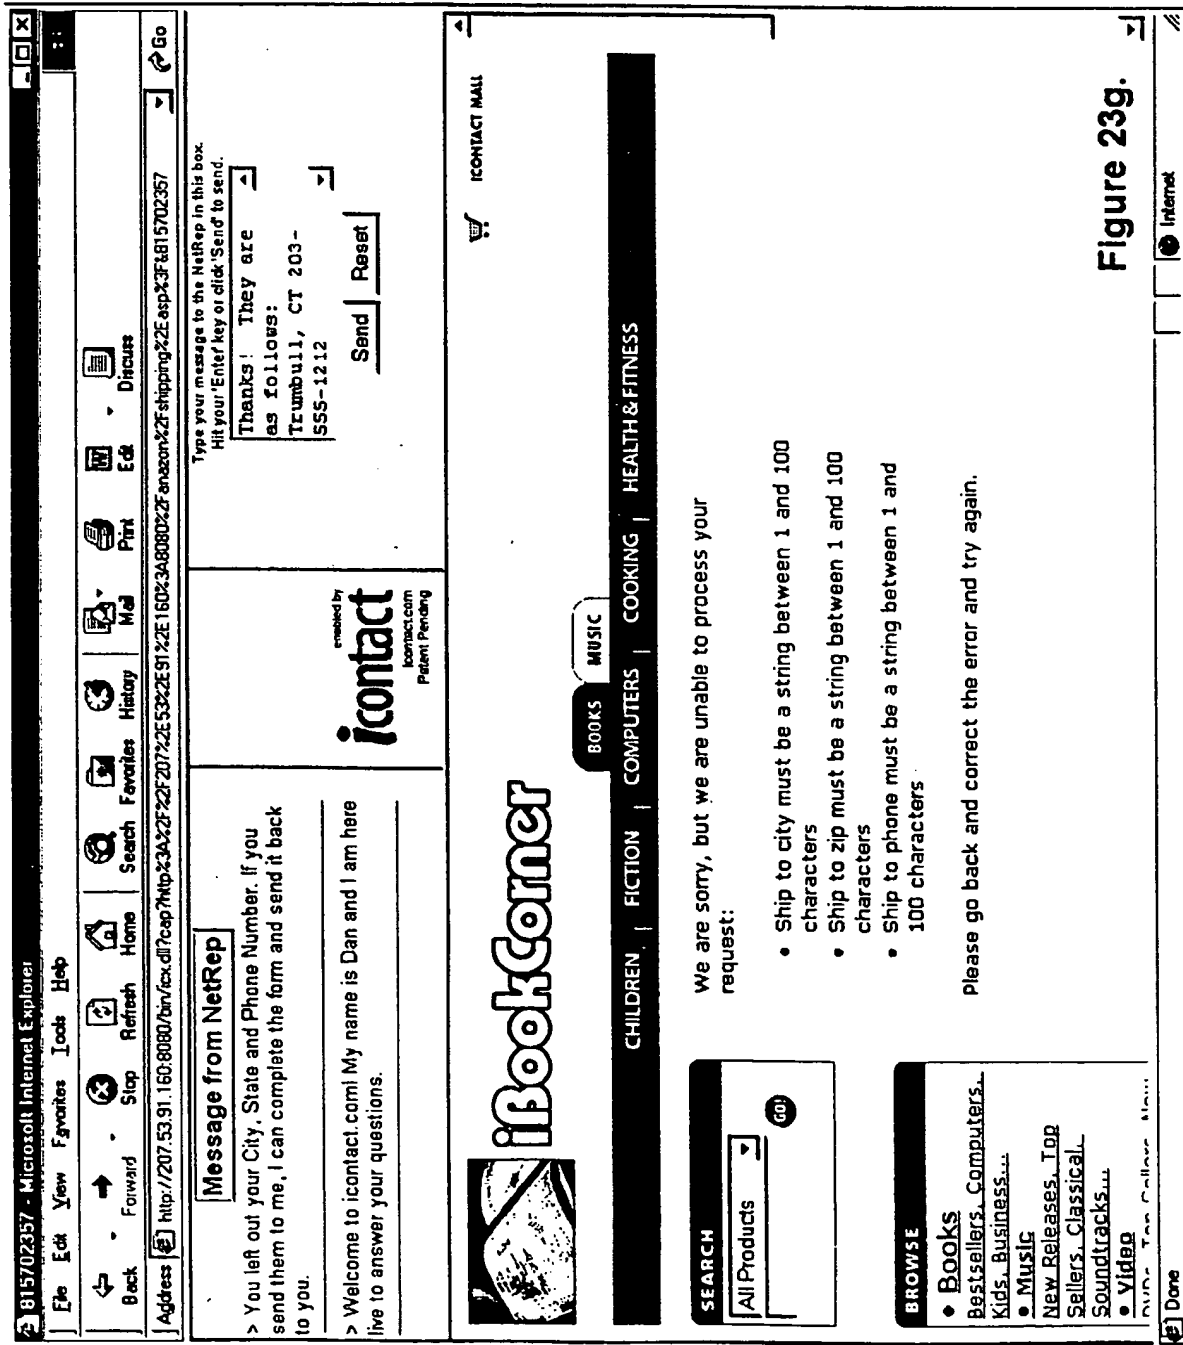 815702357 - Microsoft Internet Explorer
File Edit View Favorites Tools Help
Back Forward Stop Refresh Home Search Favorites History Mail Print Edit Discuss
Address http://207.53.91.160:8080/bin/icx.dll?cap?http%3A%2F%2F207%2E53%2E91%2E160%3A8080%2Fanazon%2Fshipping%2Easp%3F&815702357 Go
Message from NetRep
> You left out your City, State and Phone Number. If you
send them to me, I can complete the form and send it back
to you.
> Welcome to icontact.com! My name is Dan and I am here
live to answer your questions.
enabled by
icontact
Icontact.com
Patent Pending
Type your message to the NetRep in this box.
Hit your 'Enter' key or click 'Send' to send.
Thanks! They are
as follows:
Trumbull, CT 203-
555-1212
Send Reset
iBookCorner
ICONTACT MALL
BOOKS MUSIC
CHILDREN | FICTION | COMPUTERS | COOKING | HEALTH & FITNESS
SEARCH
All Products
GO!
BROWSE
• Books
Bestsellers, Computers,
Kids, Business...
• Music
New Releases, Top
Sellers, Classical,
Soundtracks...
• Video
DVDs, Top Sellers, New
We are sorry, but we are unable to process your
request:
• Ship to city must be a string between 1 and 100
characters
• Ship to zip must be a string between 1 and 100
characters
• Ship to phone must be a string between 1 and
100 characters
Please go back and correct the error and try again.
Figure 23g.
Done
Internet